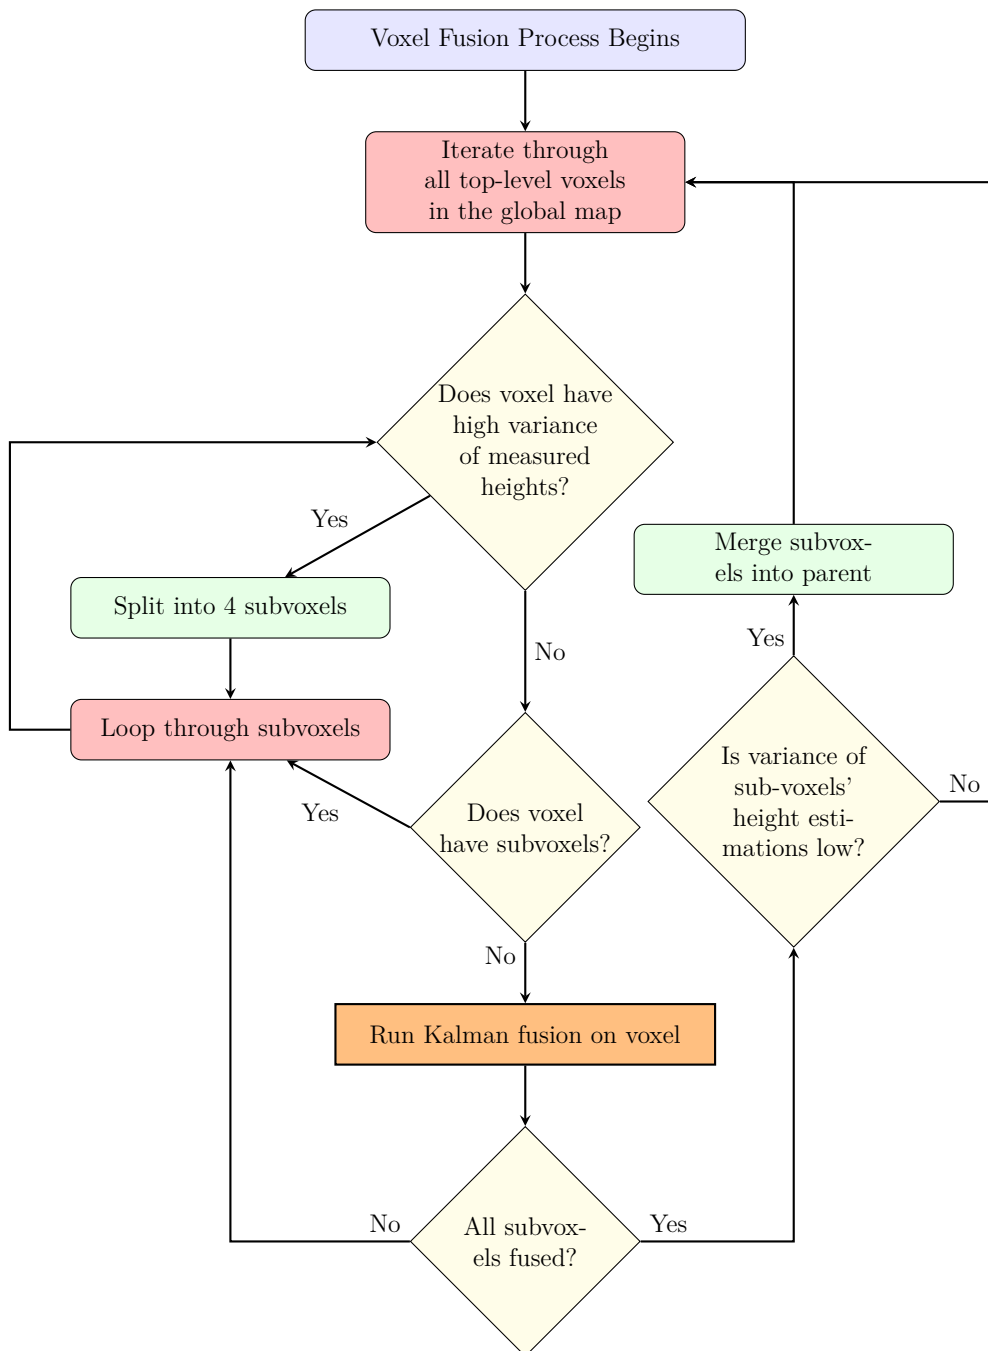 Voxel Fusion Process Begins
Iterate through
all top-level voxels
in the global map
Does voxel have
high variance
of measured
heights?
Yes
Split into 4 subvoxels
No
Loop through subvoxels
Yes
Does voxel
have subvoxels?
No
Run Kalman fusion on voxel
All subvox-
els fused?
No
Yes
Is variance of
sub-voxels'
height esti-
mations low?
No
Yes
Merge subvox-
els into parent